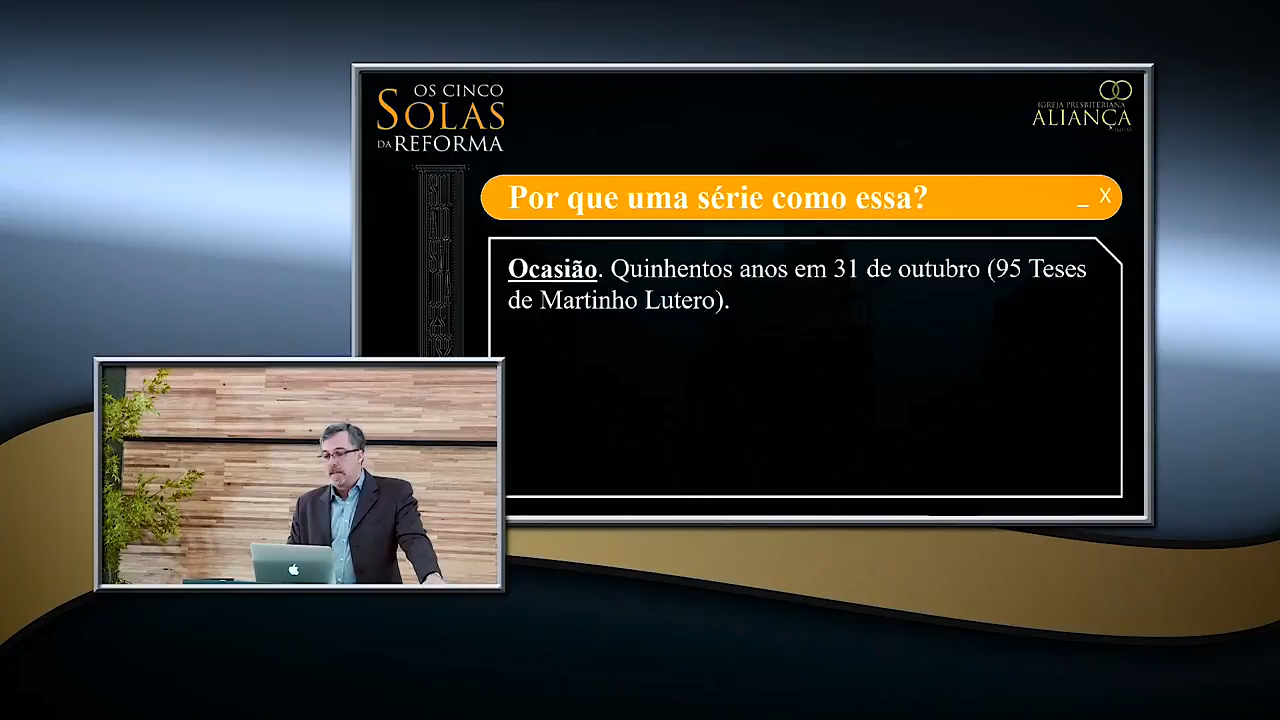 OS CINCO
SOLAS
DA REFORMA
IGREJA PRESBITERIANA
ALIANÇA
Por que uma série como essa?
_ X
Ocasião. Quinhentos anos em 31 de outubro (95 Teses
de Martinho Lutero).